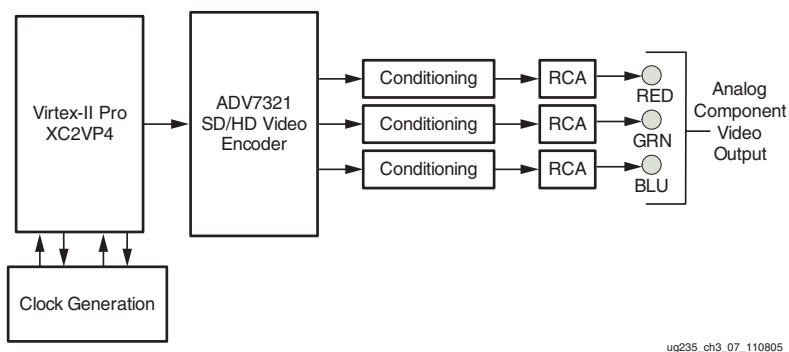 Virtex-II Pro
XC2VP4
ADV7321
SD/HD Video
Encoder
Conditioning
RCA
RED
Conditioning
RCA
GRN
Conditioning
RCA
BLU
Analog
Component
Video
Output
Clock Generation
ug235_ch3_07_110805